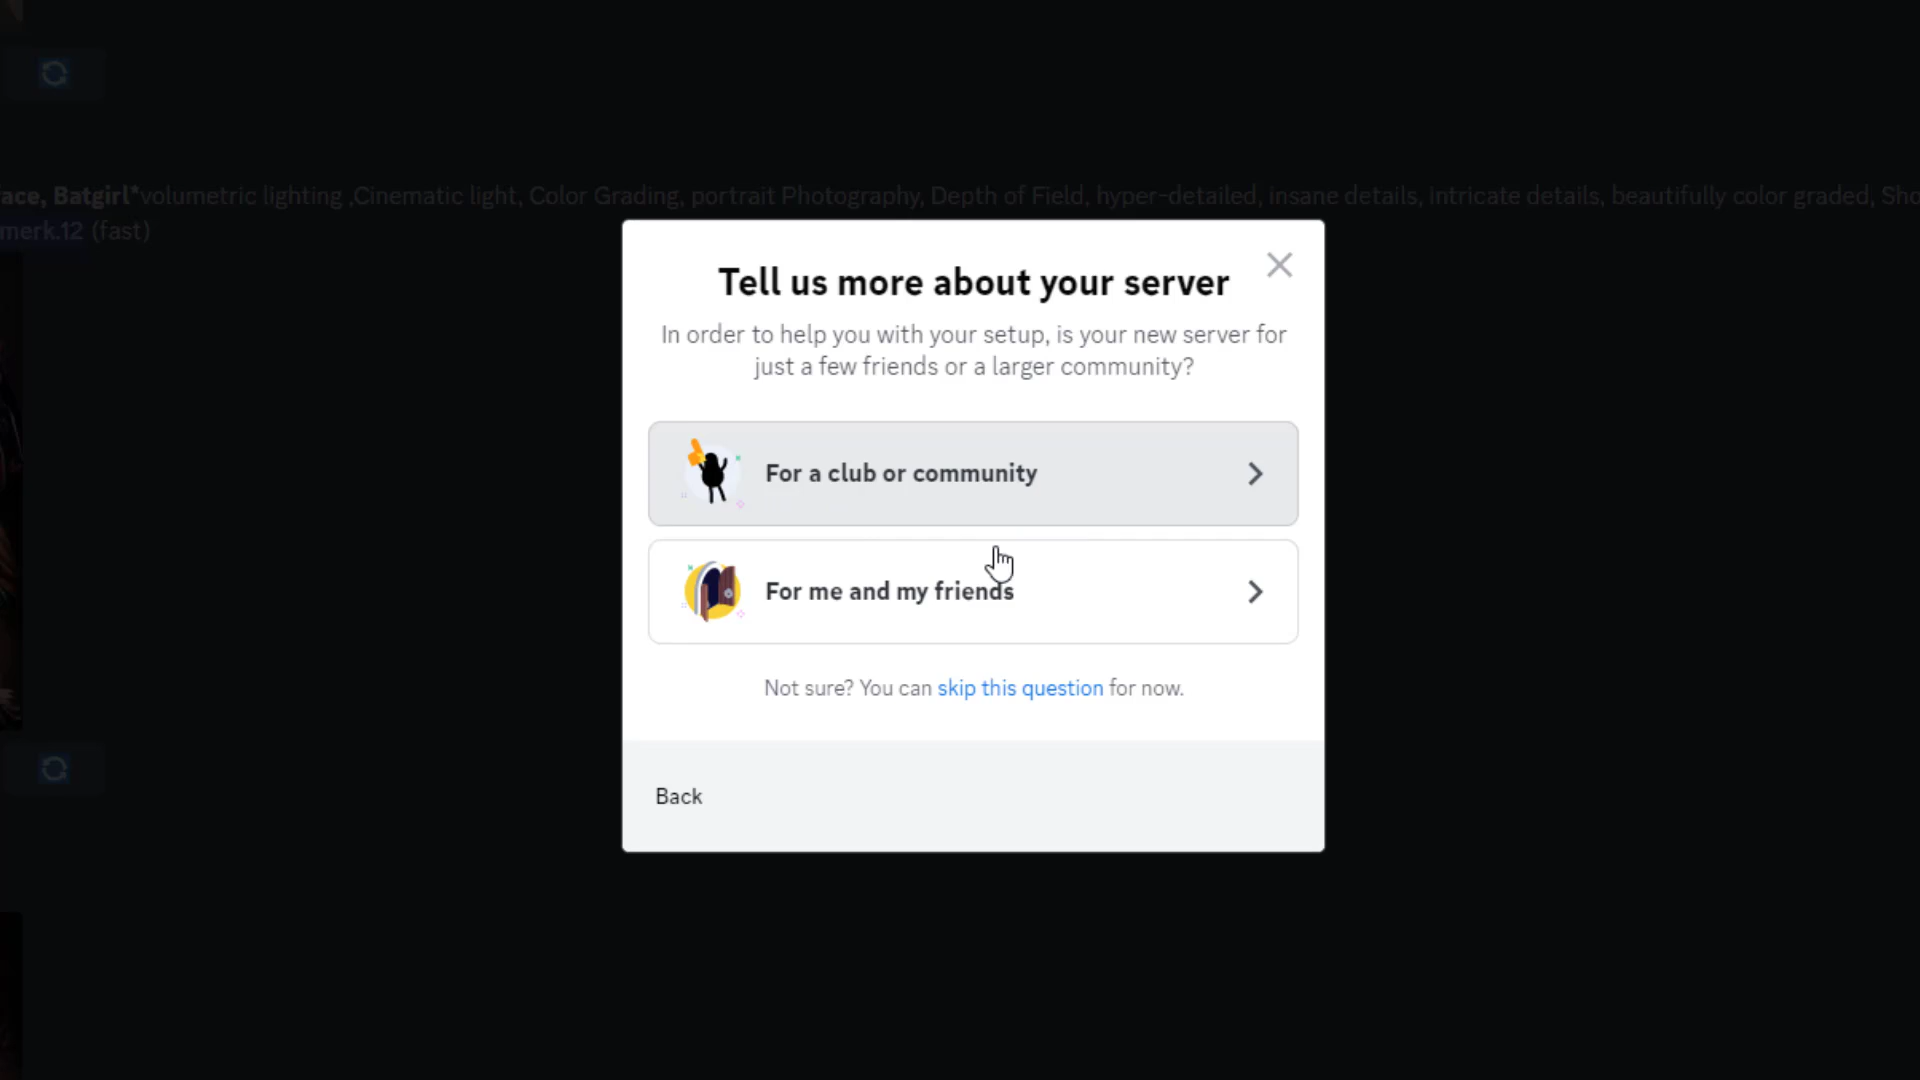 ace, Batgirl*volumetric lighting ,Cinematic light, Color Grading, portrait Photography, Depth of Field, hyper-detailed, insane details, intricate details, beautifully color graded, Sho
merk.12 (fast)
Tell us more about your server
In order to help you with your setup, is your new server for
just a few friends or a larger community?
For a club or community
For me and my friends
Not sure? You can skip this question for now.
Back